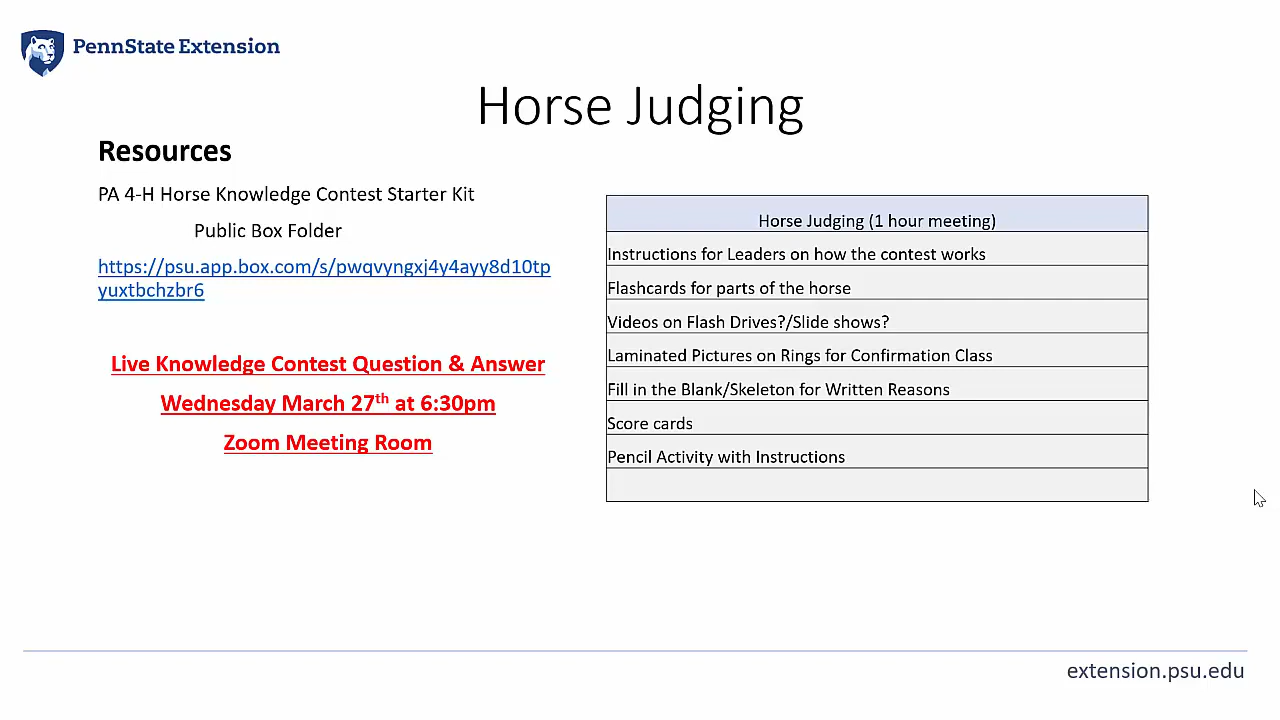 PennState Extension
Horse Judging
Resources
PA 4-H Horse Knowledge Contest Starter Kit
Public Box Folder
https://psu.app.box.com/s/pwqvyngxj4y4ayy8d10tp
yuxtbchzbr6
Live Knowledge Contest Question & Answer
Wednesday March 27th at 6:30pm
Zoom Meeting Room
Horse Judging (1 hour meeting)
Instructions for Leaders on how the contest works
Flashcards for parts of the horse
Videos on Flash Drives?/Slide shows?
Laminated Pictures on Rings for Confirmation Class
Fill in the Blank/Skeleton for Written Reasons
Score cards
Pencil Activity with Instructions
extension.psu.edu